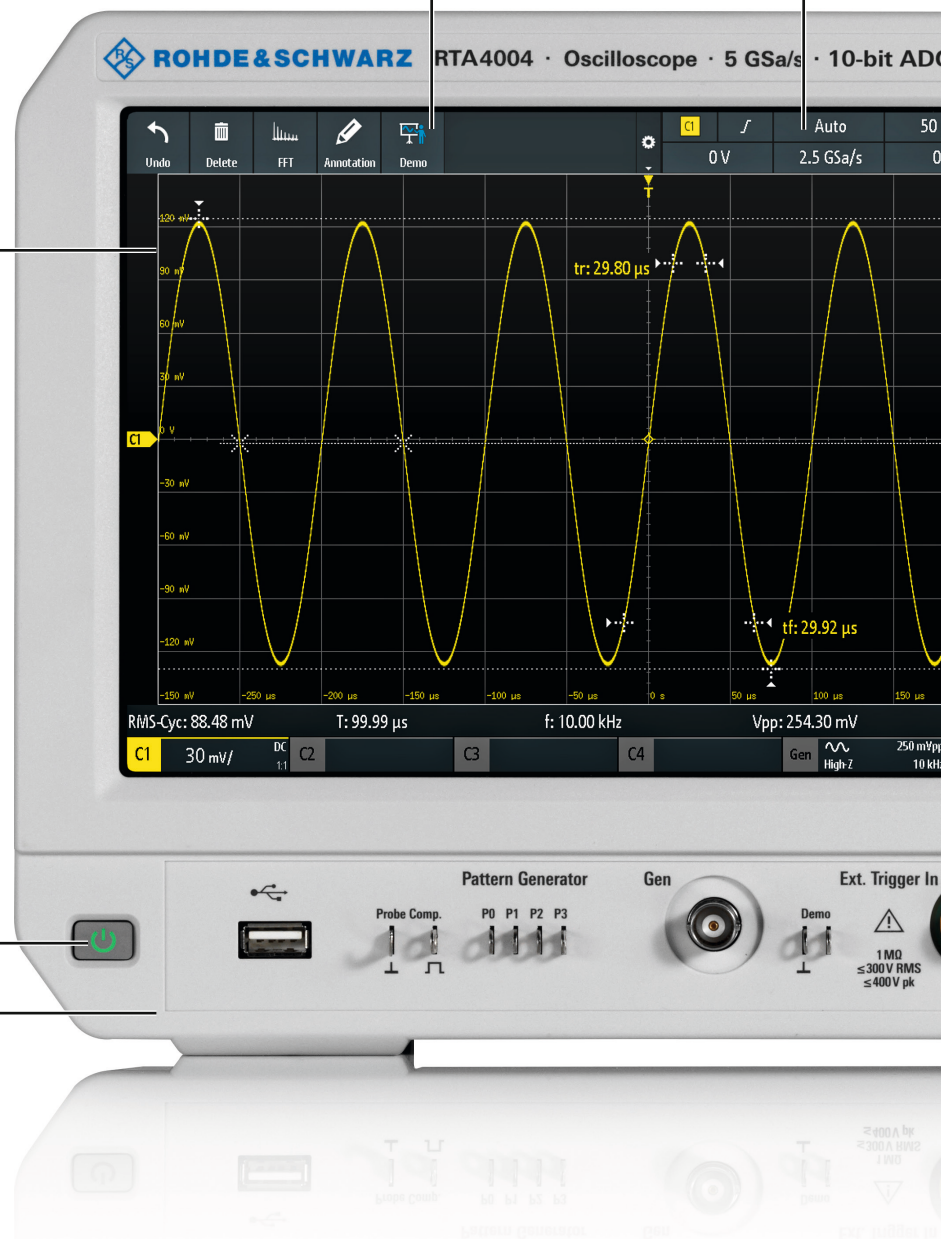 ROHDE&SCHWARZ RTA4004 · Oscilloscope · 5 GSa/s · 10-bit ADC
Undo Delete FFT Annotation Demo
C1 Auto 50
0 V 2.5 GSa/s 0
T
120 mV
90 mV
tr: 29.80 µs
60 mV
30 mV
C1 0 V
-30 mV
-60 mV
-90 mV
tf: 29.92 µs
-120 mV
-150 mV -250 µs -200 µs -150 µs -100 µs -50 µs 0 s 50 µs 100 µs 150 µs
RMS-Cyc: 88.48 mV T: 99.99 µs f: 10.00 kHz Vpp: 254.30 mV
C1 30 mV/ DC 1:1 C2 C3 C4 Gen High-Z 250 mVpp 10 kHz
Pattern Generator Gen Ext. Trigger In
Probe Comp. P0 P1 P2 P3 Demo
1 MΩ
≤300 V RMS
≤400 V pk